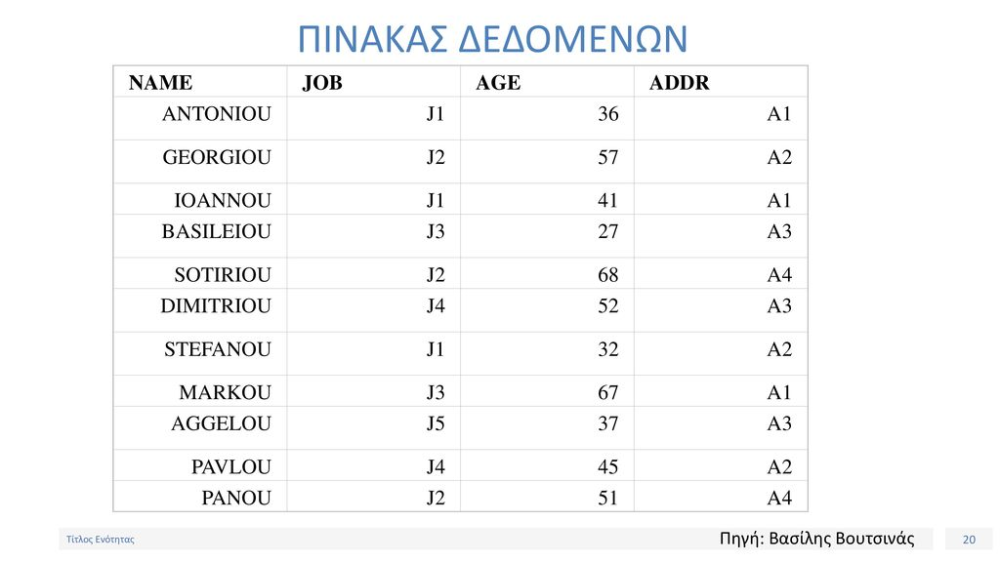 ΠΙΝΑΚΑΣ ΔΕΔΟΜΕΝΩΝ
NAME JOB AGE ADDR
ANTONIOU J1 36 A1
GEORGIOU J2 57 A2
IOANNOU J1 41 A1
BASILEIOU J3 27 A3
SOTIRIOU J2 68 A4
DIMITRIOU J4 52 A3
STEFANOU J1 32 A2
MARKOU J3 67 A1
AGGELOU J5 37 A3
PAVLOU J4 45 A2
PANOU J2 51 A4
Τίτλος Ενότητας Πηγή: Βασίλης Βουτσινάς 20